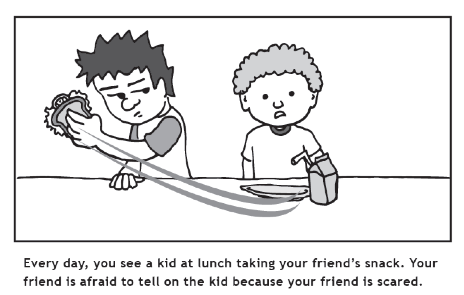 Every day, you see a kid at lunch taking your friend's snack. Your
friend is afraid to tell on the kid because your friend is scared.